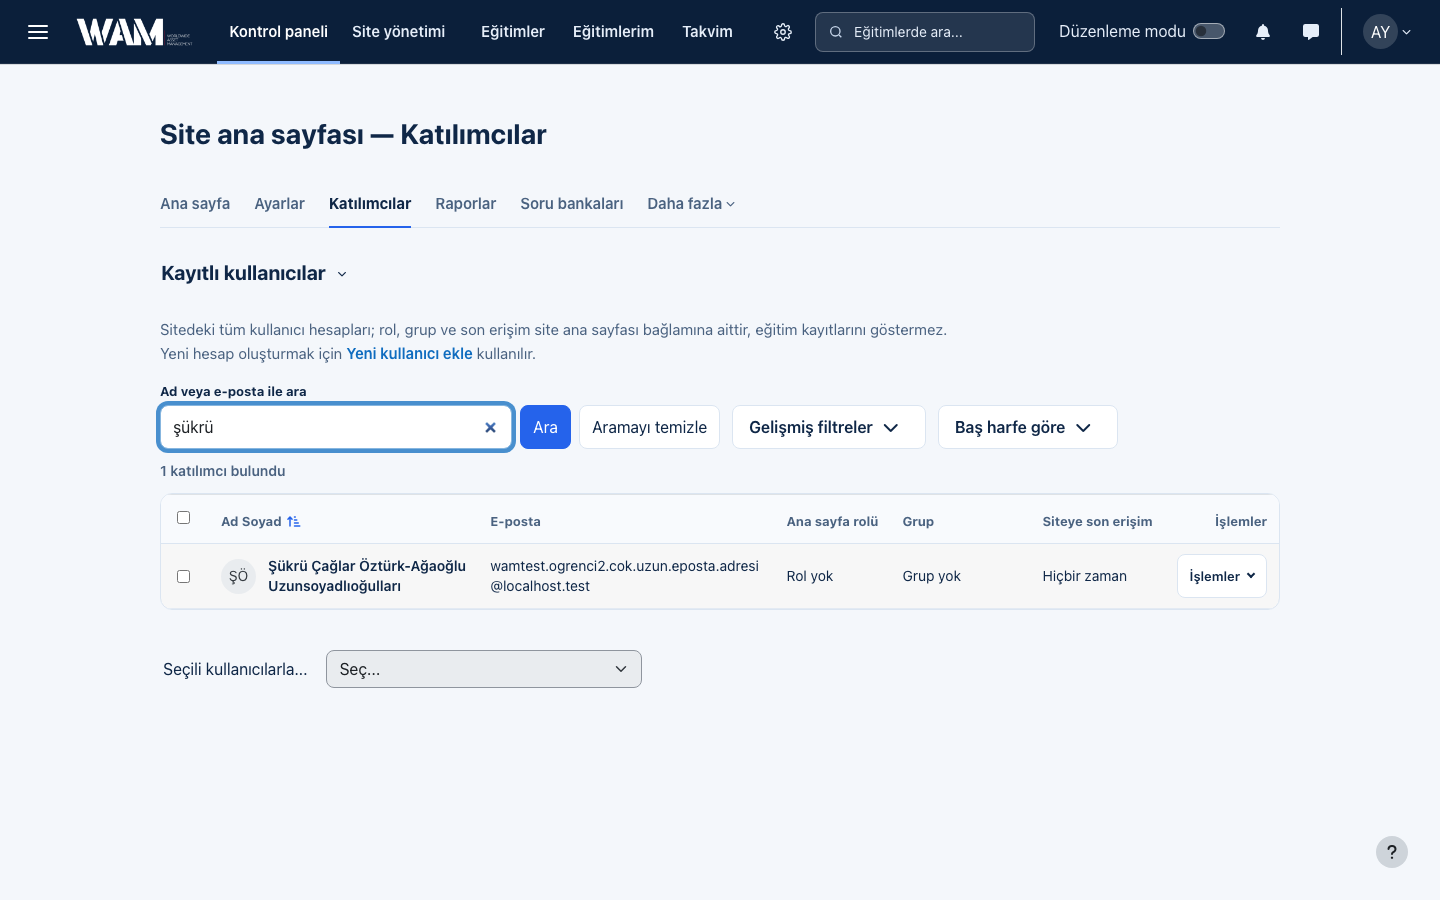 WAM
Kontrol paneli
Site yönetimi
Eğitimler
Eğitimlerim
Takvim
Eğitimlerde ara...
Düzenleme modu
AY
Site ana sayfası — Katılımcılar
Ana sayfa
Ayarlar
Katılımcılar
Raporlar
Soru bankaları
Daha fazla
Kayıtlı kullanıcılar
Sitedeki tüm kullanıcı hesapları; rol, grup ve son erişim site ana sayfası bağlamına aittir, eğitim kayıtlarını göstermez.
Yeni hesap oluşturmak için Yeni kullanıcı ekle kullanılır.
Ad veya e-posta ile ara
şükrü
Ara
Aramayı temizle
Gelişmiş filtreler
Baş harfe göre
1 katılımcı bulundu
Ad Soyad
E-posta
Ana sayfa rolü
Grup
Siteye son erişim
İşlemler
ŞÖ
Şükrü Çağlar Öztürk-Ağaoğlu
Uzunsoyadlıoğulları
wamtest.ogrenci2.cok.uzun.eposta.adresi
@localhost.test
Rol yok
Grup yok
Hiçbir zaman
İşlemler
Seçili kullanıcılarla...
Seç...
?